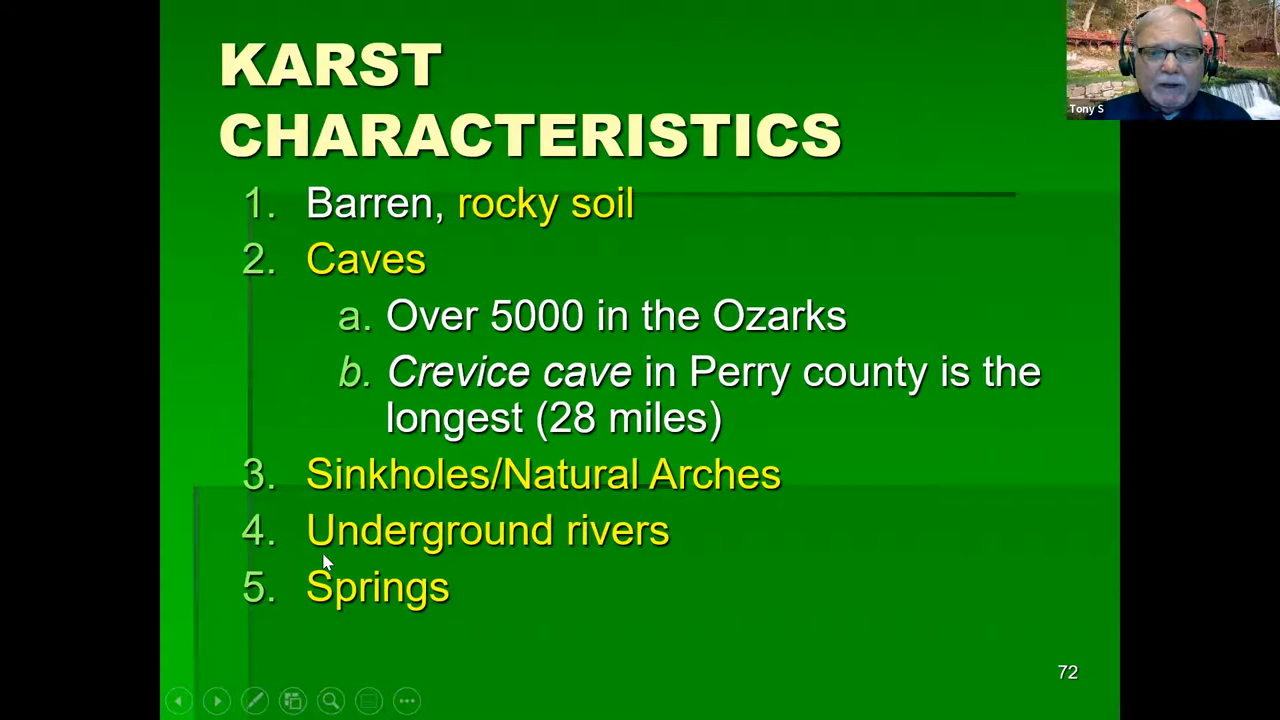 KARST
CHARACTERISTICS
1. Barren, rocky soil
2. Caves
a. Over 5000 in the Ozarks
b. Crevice cave in Perry county is the
longest (28 miles)
3. Sinkholes/Natural Arches
4. Underground rivers
5. Springs
72
Tony S